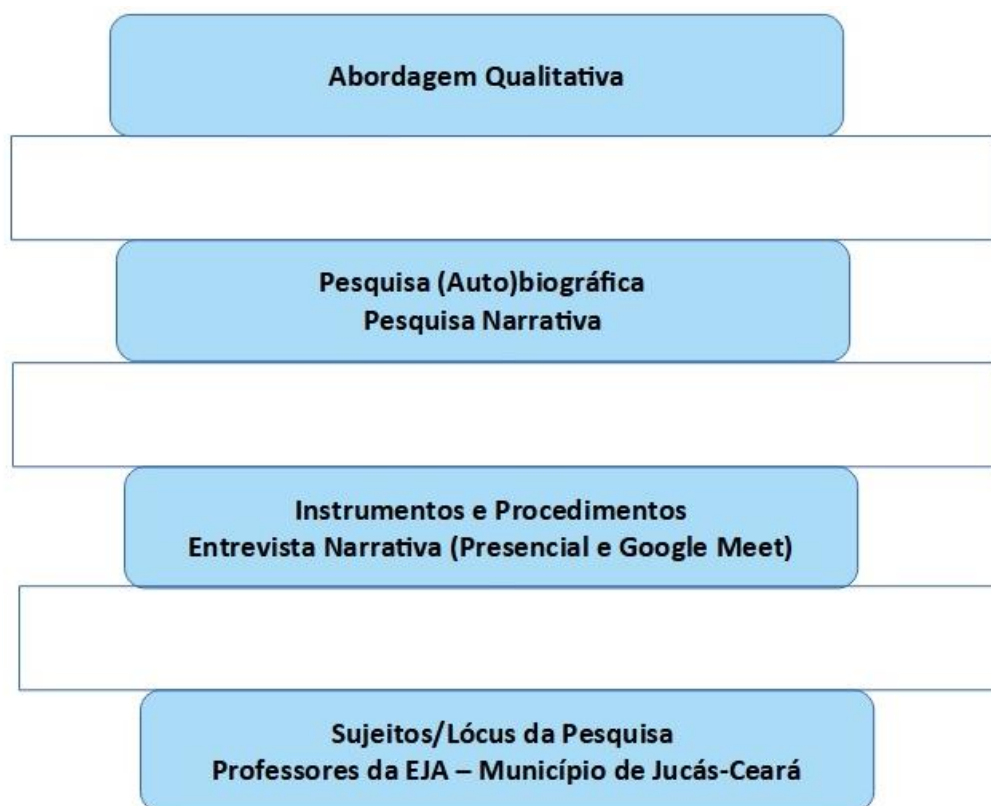 Abordagem Qualitativa
Pesquisa (Auto)biográfica
Pesquisa Narrativa
Instrumentos e Procedimentos
Entrevista Narrativa (Presencial e Google Meet)
Sujeitos/Lócus da Pesquisa
Professores da EJA – Município de Jucás-Ceará